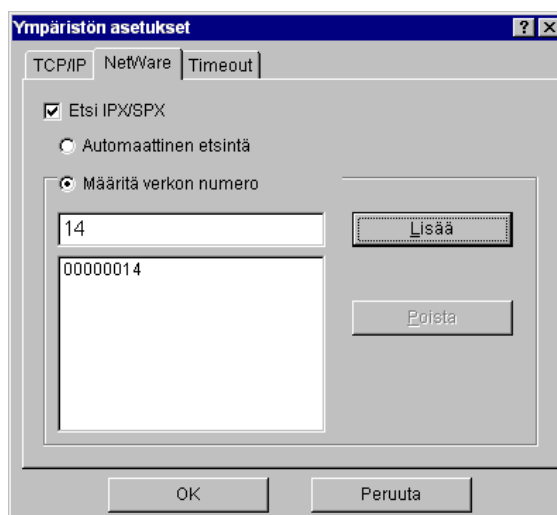 Ympäristön asetukset
TCP/IP NetWare Timeout
Etsi IPX/SPX
Automaattinen etsintä
Määritä verkon numero
14 Lisää
00000014
Poista
OK Peruuta